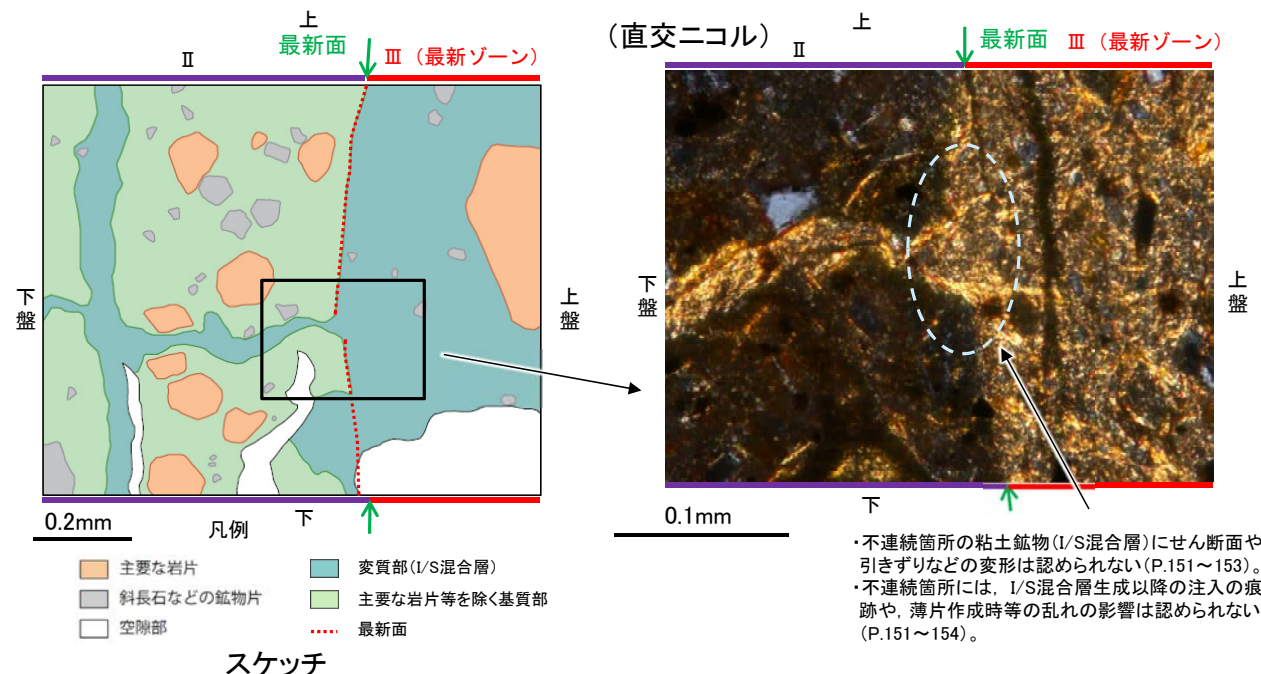 上
最新面
Ⅱ
Ⅲ（最新ゾーン）
下盤
上盤
0.2mm
下
凡例
主要な岩片
変質部(I/S混合層)
斜長石などの鉱物片
主要な岩片等を除く基質部
空隙部
最新面
スケッチ
（直交ニコル）
上
Ⅱ
最新面
Ⅲ（最新ゾーン）
下盤
上盤
下
0.1mm
・不連続箇所の粘土鉱物(I/S混合層)にせん断面や
引きずりなどの変形は認められない(P.151～153)。
・不連続箇所には，I/S混合層生成以降の注入の痕
跡や，薄片作成時等の乱れの影響は認められない
(P.151～154)。